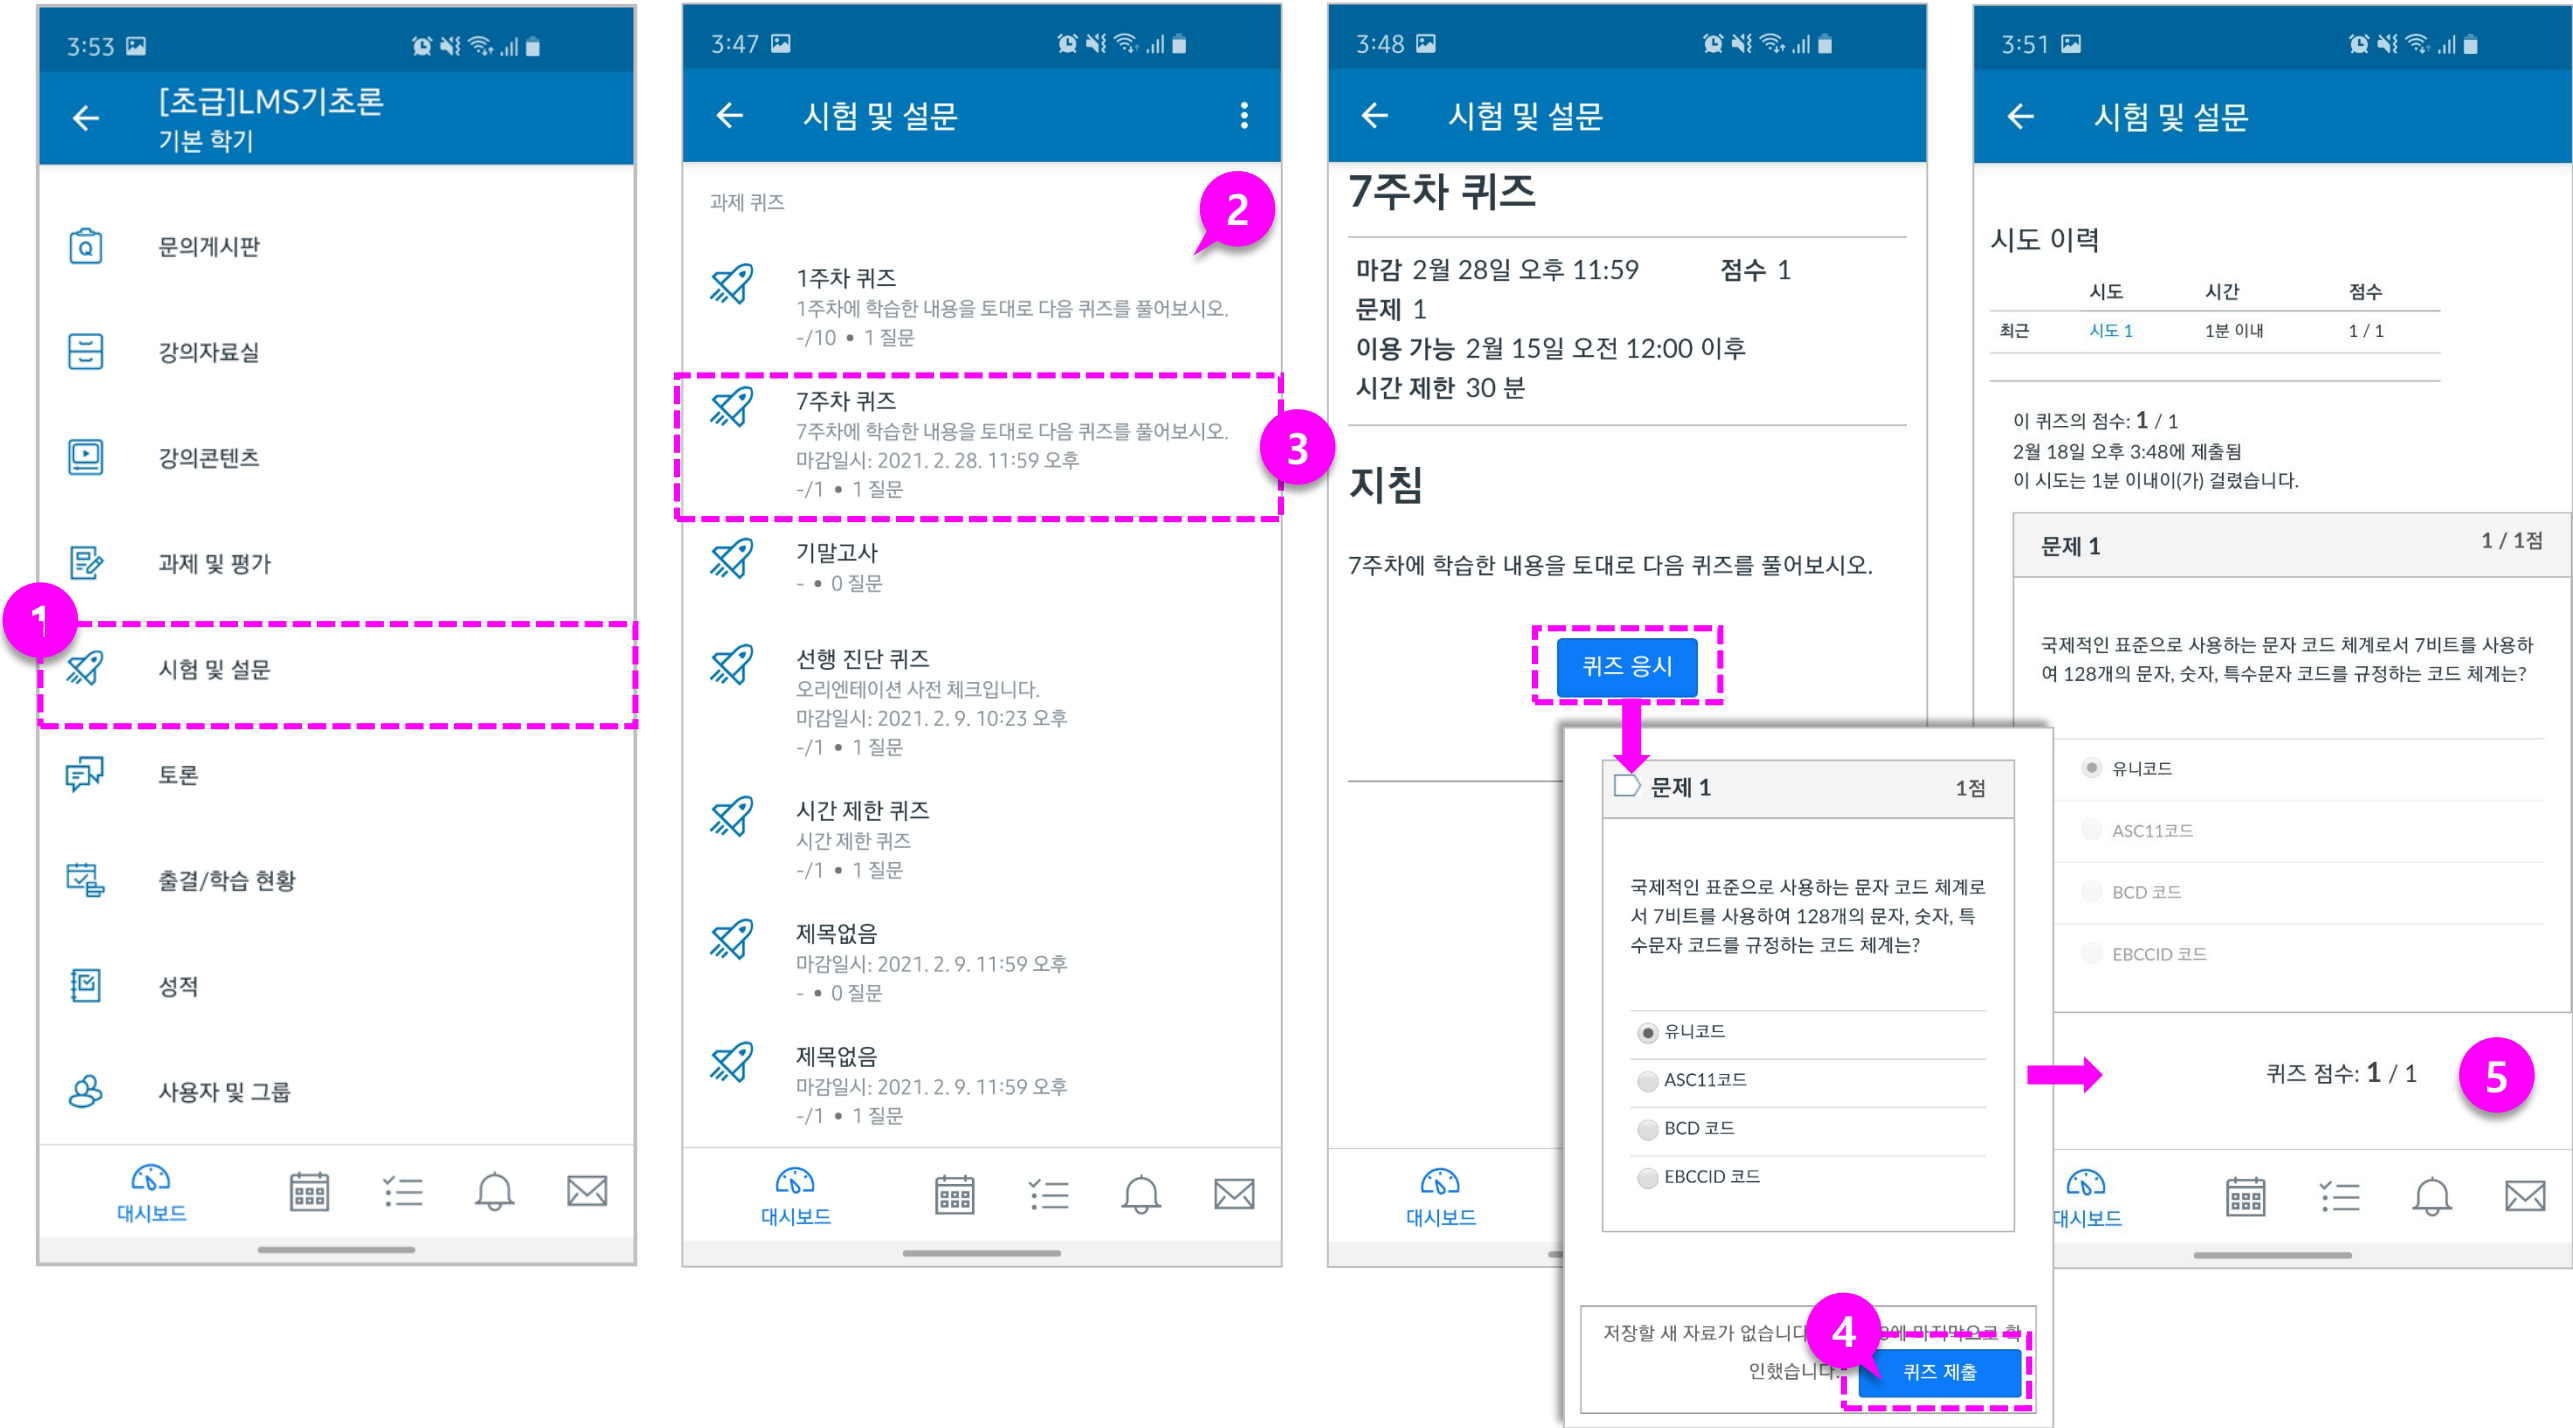 3:53
[초급]LMS기초론
기본 학기
문의게시판
강의자료실
강의콘텐츠
과제 및 평가
1
시험 및 설문
토론
출결/학습 현황
성적
사용자 및 그룹
대시보드
3:47
시험 및 설문
과제 퀴즈
2
1주차 퀴즈
1주차에 학습한 내용을 토대로 다음 퀴즈를 풀어보시오.
-/10 • 1 질문
7주차 퀴즈
7주차에 학습한 내용을 토대로 다음 퀴즈를 풀어보시오.
마감일시: 2021. 2. 28. 11:59 오후
-/1 • 1 질문
3
기말고사
- • 0 질문
선행 진단 퀴즈
오리엔테이션 사전 체크입니다.
마감일시: 2021. 2. 9. 10:23 오후
-/1 • 1 질문
시간 제한 퀴즈
시간 제한 퀴즈
-/1 • 1 질문
제목없음
마감일시: 2021. 2. 9. 11:59 오후
- • 0 질문
제목없음
마감일시: 2021. 2. 9. 11:59 오후
-/1 • 1 질문
대시보드
3:48
시험 및 설문
7주차 퀴즈
마감 2월 28일 오후 11:59 점수 1
문제 1
이용 가능 2월 15일 오전 12:00 이후
시간 제한 30 분
지침
7주차에 학습한 내용을 토대로 다음 퀴즈를 풀어보시오.
퀴즈 응시
대시보드
문제 1 1점
국제적인 표준으로 사용하는 문자 코드 체계로
서 7비트를 사용하여 128개의 문자, 숫자, 특
수문자 코드를 규정하는 코드 체계는?
유니코드
ASC11코드
BCD 코드
EBCCID 코드
저장할 새 자료가 없습니다 마지막으로 확
인했습니다.
4
퀴즈 제출
3:51
시험 및 설문
시도 이력
시도 시간 점수
최근 시도 1 1분 이내 1 / 1
이 퀴즈의 점수: 1 / 1
2월 18일 오후 3:48에 제출됨
이 시도는 1분 이내이(가) 걸렸습니다.
문제 1 1 / 1점
국제적인 표준으로 사용하는 문자 코드 체계로서 7비트를 사용하
여 128개의 문자, 숫자, 특수문자 코드를 규정하는 코드 체계는?
유니코드
ASC11코드
BCD 코드
EBCCID 코드
퀴즈 점수: 1 / 1
5
대시보드